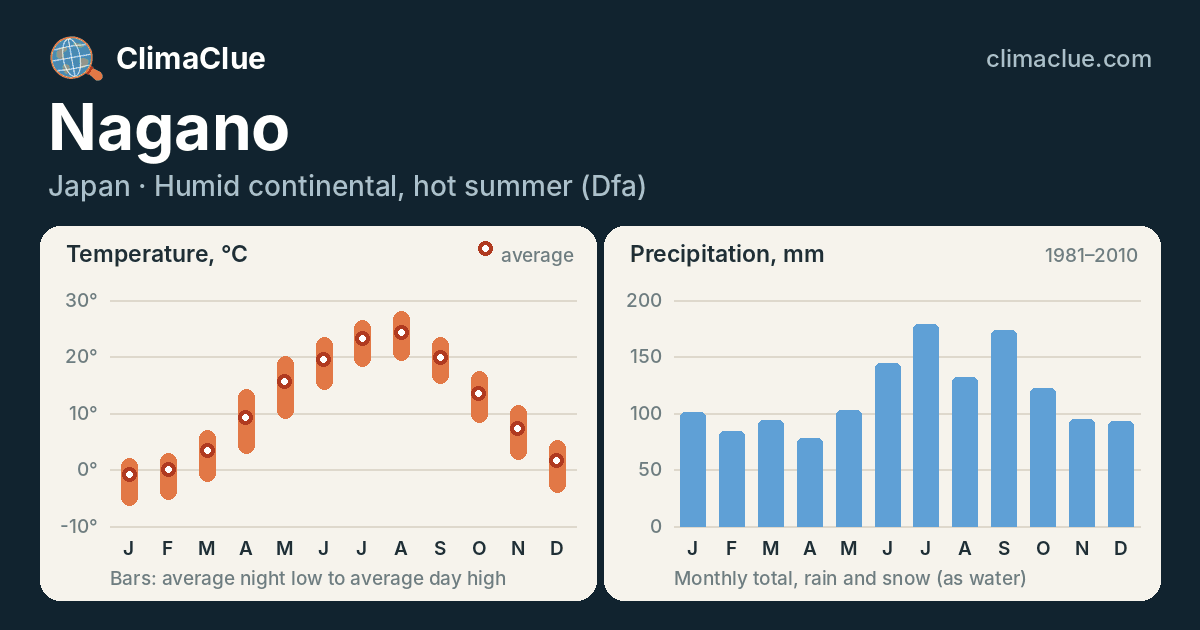 ClimaClue
climaclue.com
Nagano
Japan · Humid continental, hot summer (Dfa)
Temperature, °C
average
30°
20°
10°
0°
-10°
J F M A M J J A S O N D
Bars: average night low to average day high
Precipitation, mm
1981–2010
200
150
100
50
0
J F M A M J J A S O N D
Monthly total, rain and snow (as water)